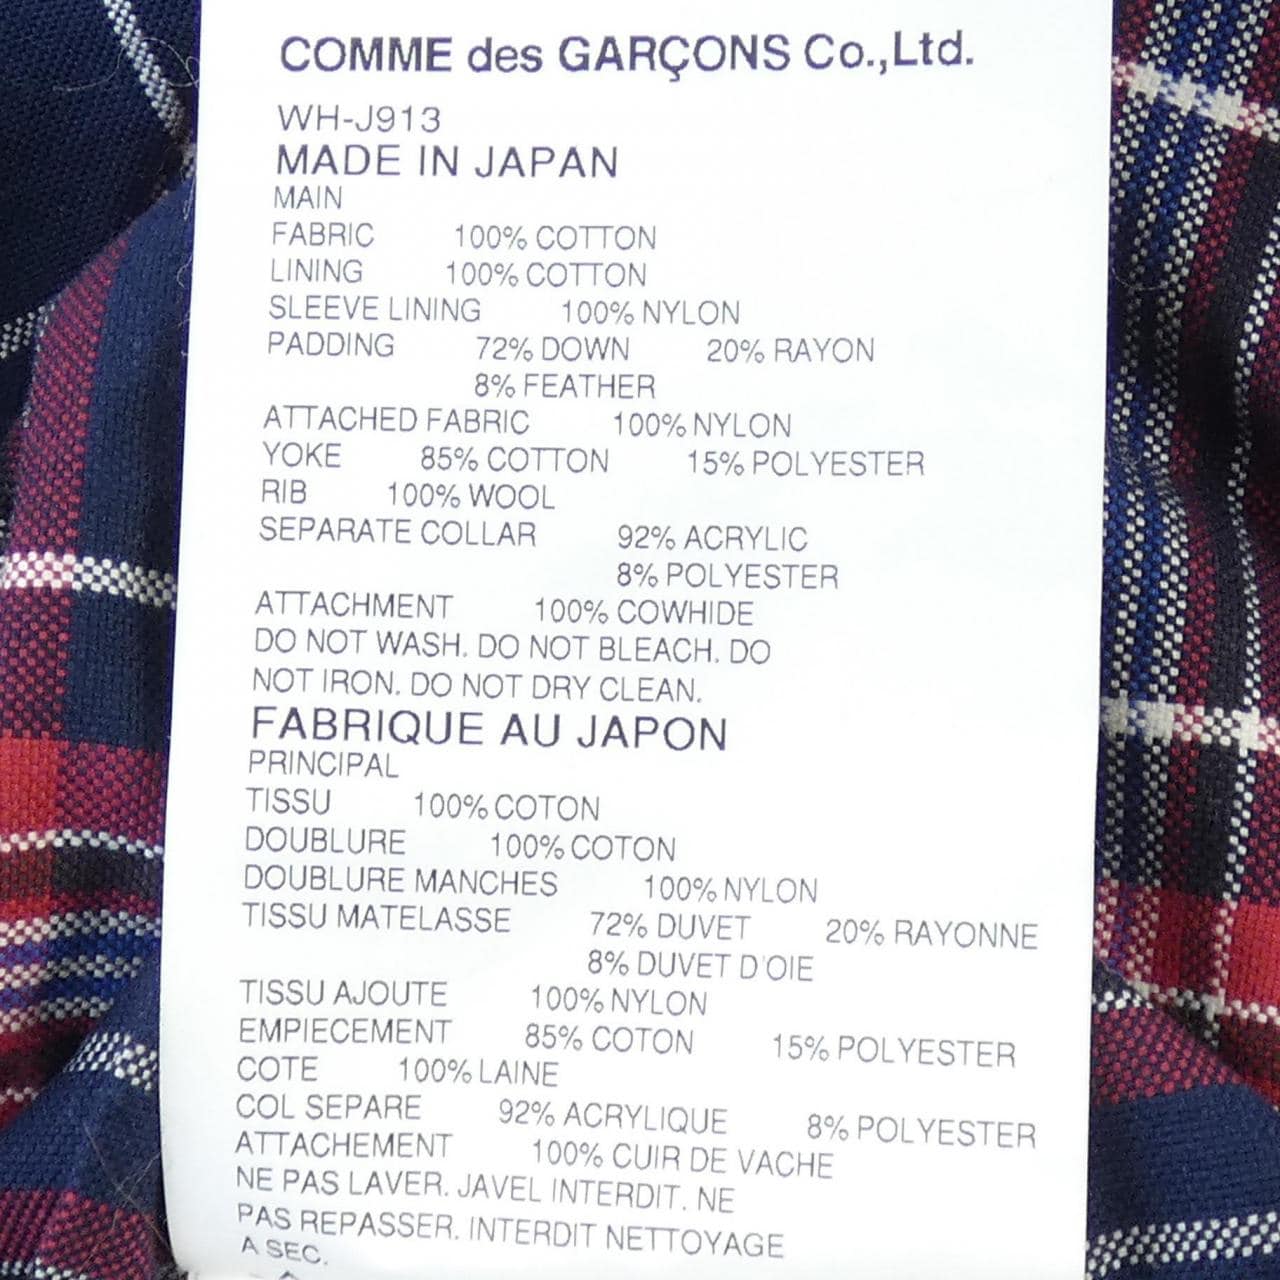 COMME des GARÇONS Co.,Ltd.
WH-J913
MADE IN JAPAN
MAIN
FABRIC 100% COTTON
LINING 100% COTTON
SLEEVE LINING 100% NYLON
PADDING 72% DOWN 20% RAYON
8% FEATHER
ATTACHED FABRIC 100% NYLON
YOKE 85% COTTON 15% POLYESTER
RIB 100% WOOL
SEPARATE COLLAR 92% ACRYLIC
8% POLYESTER
ATTACHMENT 100% COWHIDE
DO NOT WASH. DO NOT BLEACH. DO
NOT IRON. DO NOT DRY CLEAN.
FABRIQUE AU JAPON
PRINCIPAL
TISSU 100% COTON
DOUBLURE 100% COTON
DOUBLURE MANCHES 100% NYLON
TISSU MATELASSE 72% DUVET 20% RAYONNE
8% DUVET D'OIE
TISSU AJOUTE 100% NYLON
EMPIECEMENT 85% COTON 15% POLYESTER
COTE 100% LAINE
COL SEPARE 92% ACRYLIQUE 8% POLYESTER
ATTACHEMENT 100% CUIR DE VACHE
NE PAS LAVER. JAVEL INTERDIT. NE
PAS REPASSER. INTERDIT NETTOYAGE
A SEC.